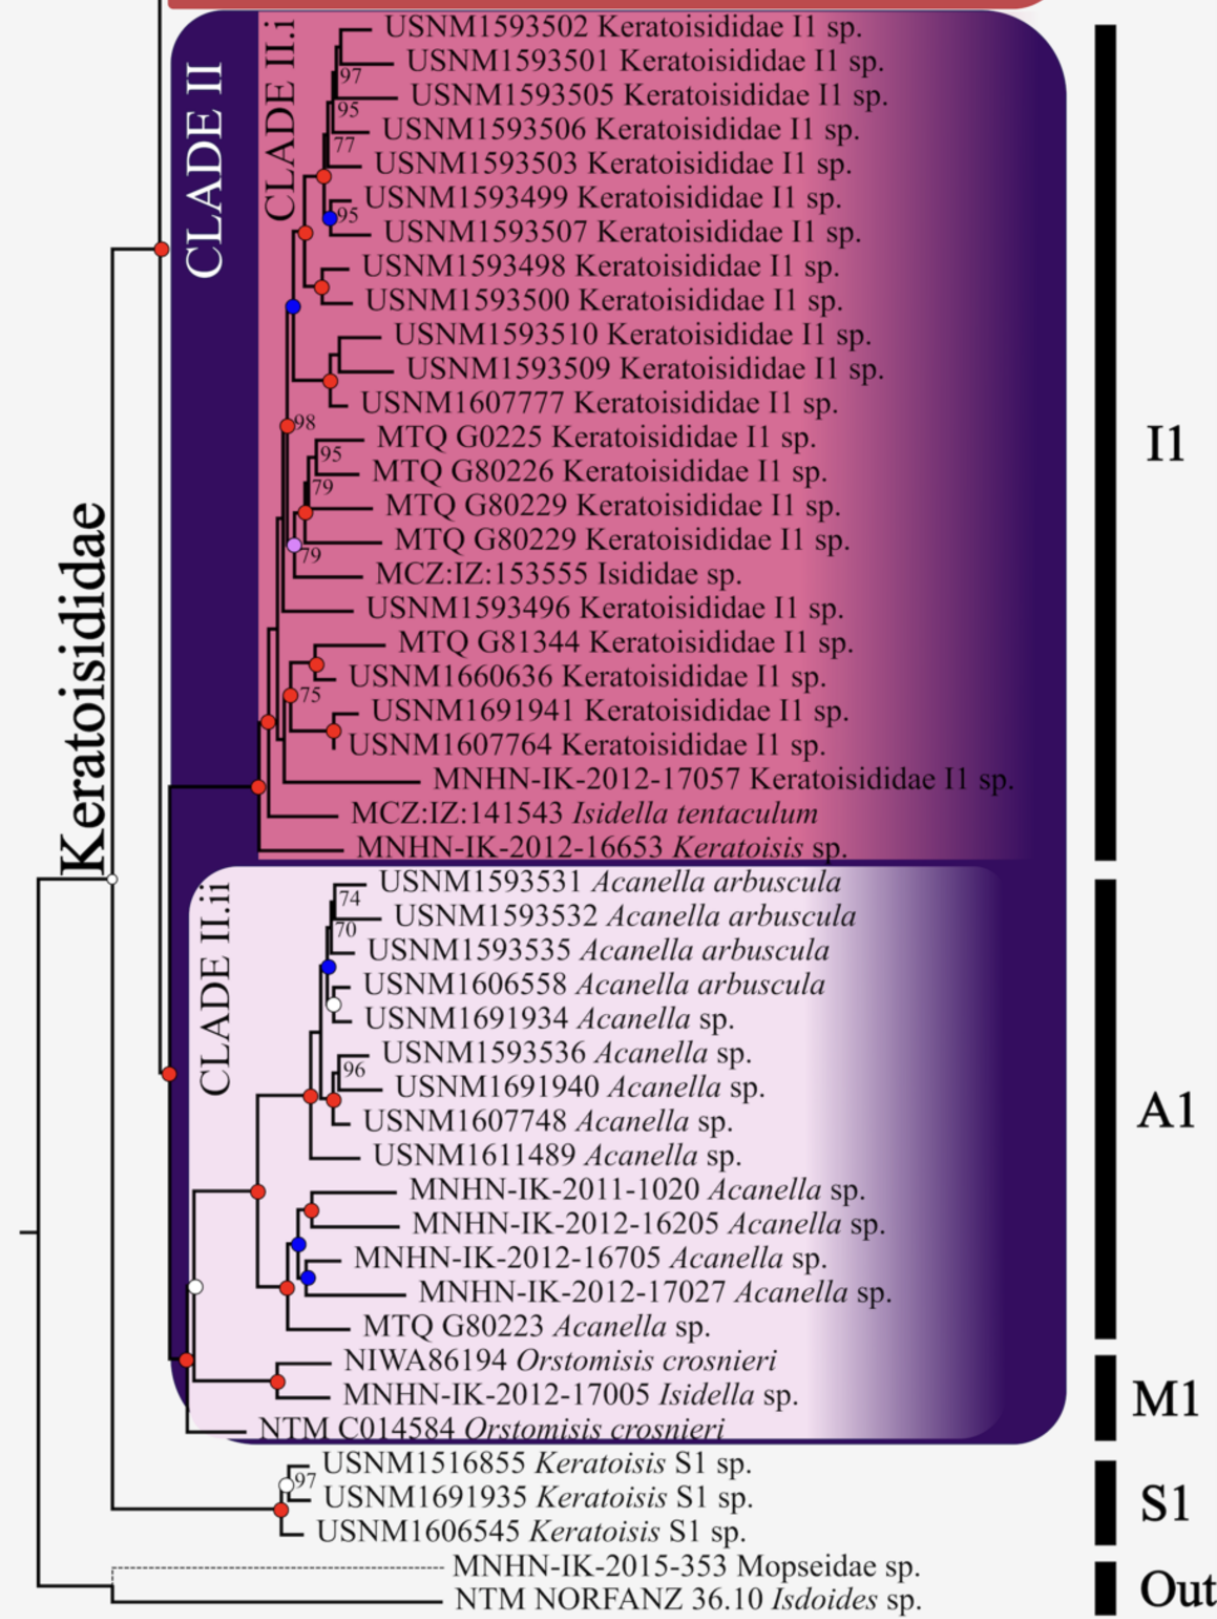 Keratoisididae
CLADE II
CLADE II.i
USNM1593502 Keratoisididae I1 sp.
USNM1593501 Keratoisididae I1 sp.
97
USNM1593505 Keratoisididae I1 sp.
95
USNM1593506 Keratoisididae I1 sp.
77
USNM1593503 Keratoisididae I1 sp.
USNM1593499 Keratoisididae I1 sp.
95
USNM1593507 Keratoisididae I1 sp.
USNM1593498 Keratoisididae I1 sp.
USNM1593500 Keratoisididae I1 sp.
USNM1593510 Keratoisididae I1 sp.
USNM1593509 Keratoisididae I1 sp.
USNM1607777 Keratoisididae I1 sp.
98
MTQ G0225 Keratoisididae I1 sp.
95
MTQ G80226 Keratoisididae I1 sp.
79
MTQ G80229 Keratoisididae I1 sp.
MTQ G80229 Keratoisididae I1 sp.
79
MCZ:IZ:153555 Isididae sp.
USNM1593496 Keratoisididae I1 sp.
MTQ G81344 Keratoisididae I1 sp.
USNM1660636 Keratoisididae I1 sp.
75
USNM1691941 Keratoisididae I1 sp.
USNM1607764 Keratoisididae I1 sp.
MNHN-IK-2012-17057 Keratoisididae I1 sp.
MCZ:IZ:141543 Isidella tentaculum
MNHN-IK-2012-16653 Keratoisis sp.
I1
CLADE II.ii
USNM1593531 Acanella arbuscula
74
USNM1593532 Acanella arbuscula
70
USNM1593535 Acanella arbuscula
USNM1606558 Acanella arbuscula
USNM1691934 Acanella sp.
USNM1593536 Acanella sp.
96
USNM1691940 Acanella sp.
USNM1607748 Acanella sp.
USNM1611489 Acanella sp.
MNHN-IK-2011-1020 Acanella sp.
MNHN-IK-2012-16205 Acanella sp.
MNHN-IK-2012-16705 Acanella sp.
MNHN-IK-2012-17027 Acanella sp.
MTQ G80223 Acanella sp.
A1
NIWA86194 Orstomisis crosnieri
MNHN-IK-2012-17005 Isidella sp.
NTM C014584 Orstomisis crosnieri
M1
USNM1516855 Keratoisis S1 sp.
97
USNM1691935 Keratoisis S1 sp.
USNM1606545 Keratoisis S1 sp.
S1
MNHN-IK-2015-353 Mopseidae sp.
NTM NORFANZ 36.10 Isdoides sp.
Out